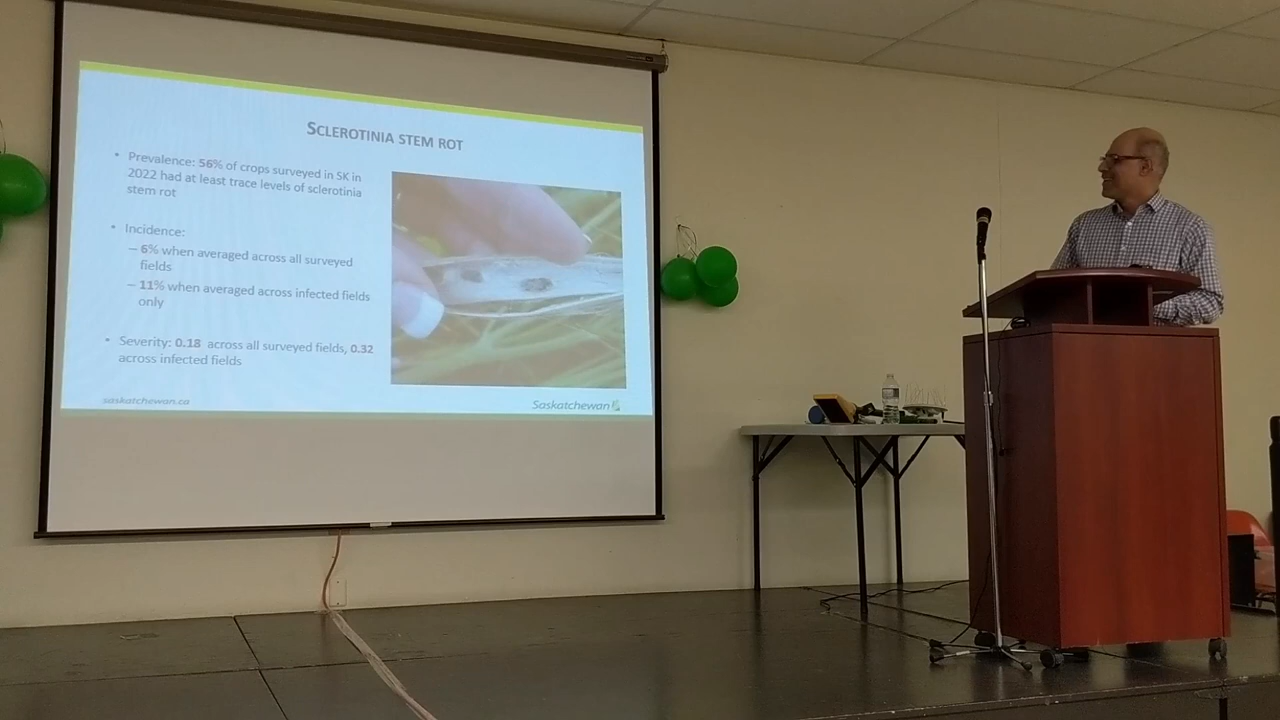 SCLEROTINIA STEM ROT
• Prevalence: 56% of crops surveyed in SK in
2022 had at least trace levels of sclerotinia
stem rot
• Incidence:
– 6% when averaged across all surveyed
fields
– 11% when averaged across infected fields
only
• Severity: 0.18 across all surveyed fields, 0.32
across infected fields
saskatchewan.ca
Saskatchewan